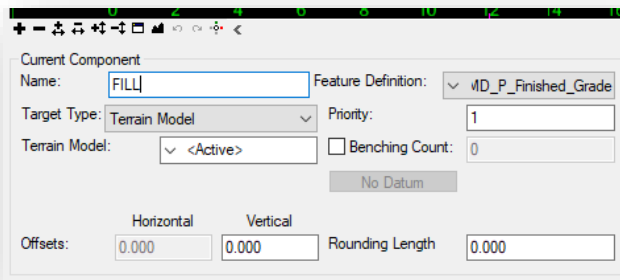 0 2 4 6 8 10 12 14
Current Component
Name: FILL Feature Definition: MD_P_Finished_Grade
Target Type: Terrain Model Priority: 1
Terrain Model: <Active> Benching Count: 0
No Datum
Horizontal Vertical
Offsets: 0.000 0.000 Rounding Length 0.000